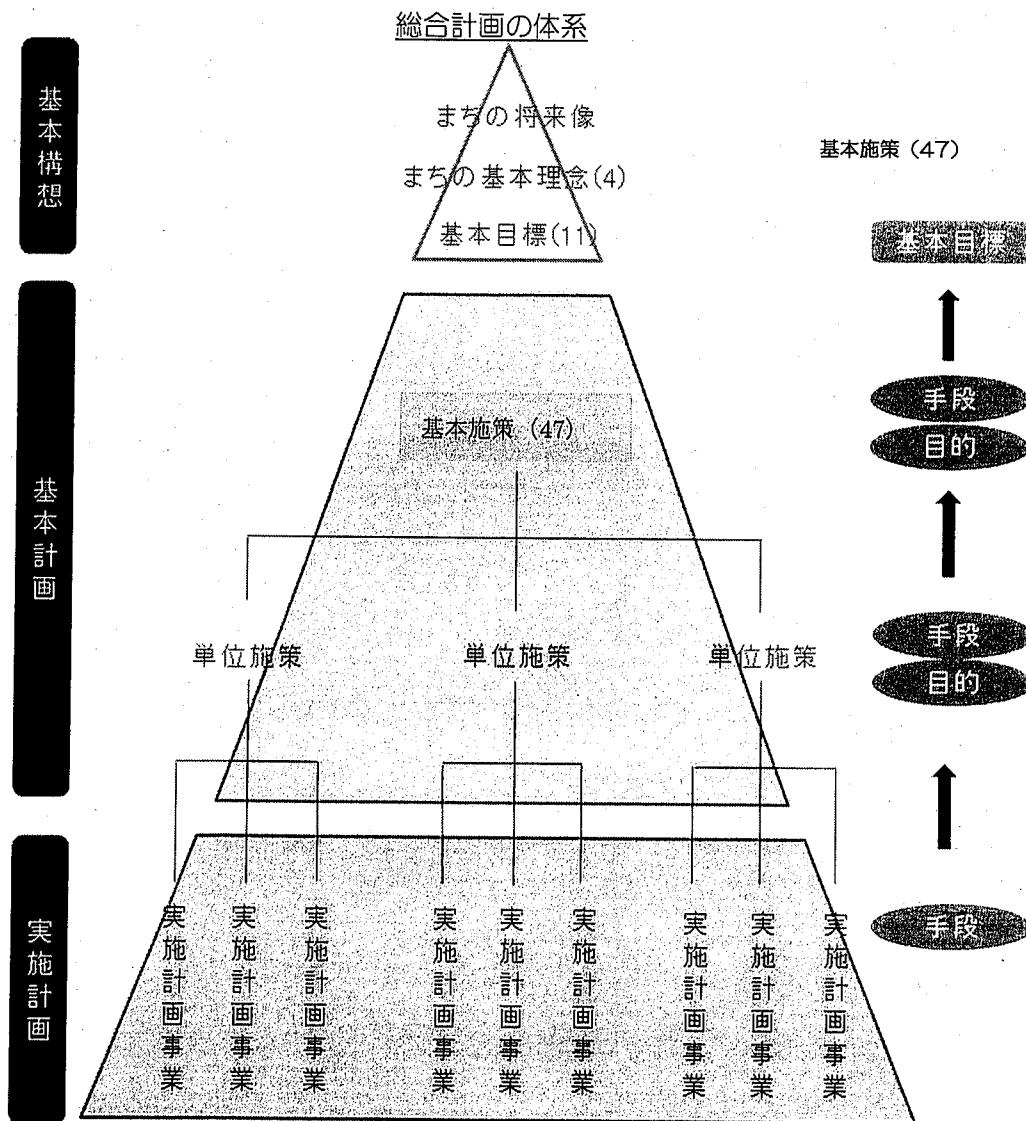 総合計画の体系
基本構想
まちの将来像
まちの基本理念(4)
基本目標(11)
基本施策（47）
基本目標
基本計画
基本施策（47）
手段
目的
単位施策
単位施策
単位施策
手段
目的
実施計画
実施計画事業
実施計画事業
実施計画事業
実施計画事業
実施計画事業
実施計画事業
実施計画事業
実施計画事業
実施計画事業
手段